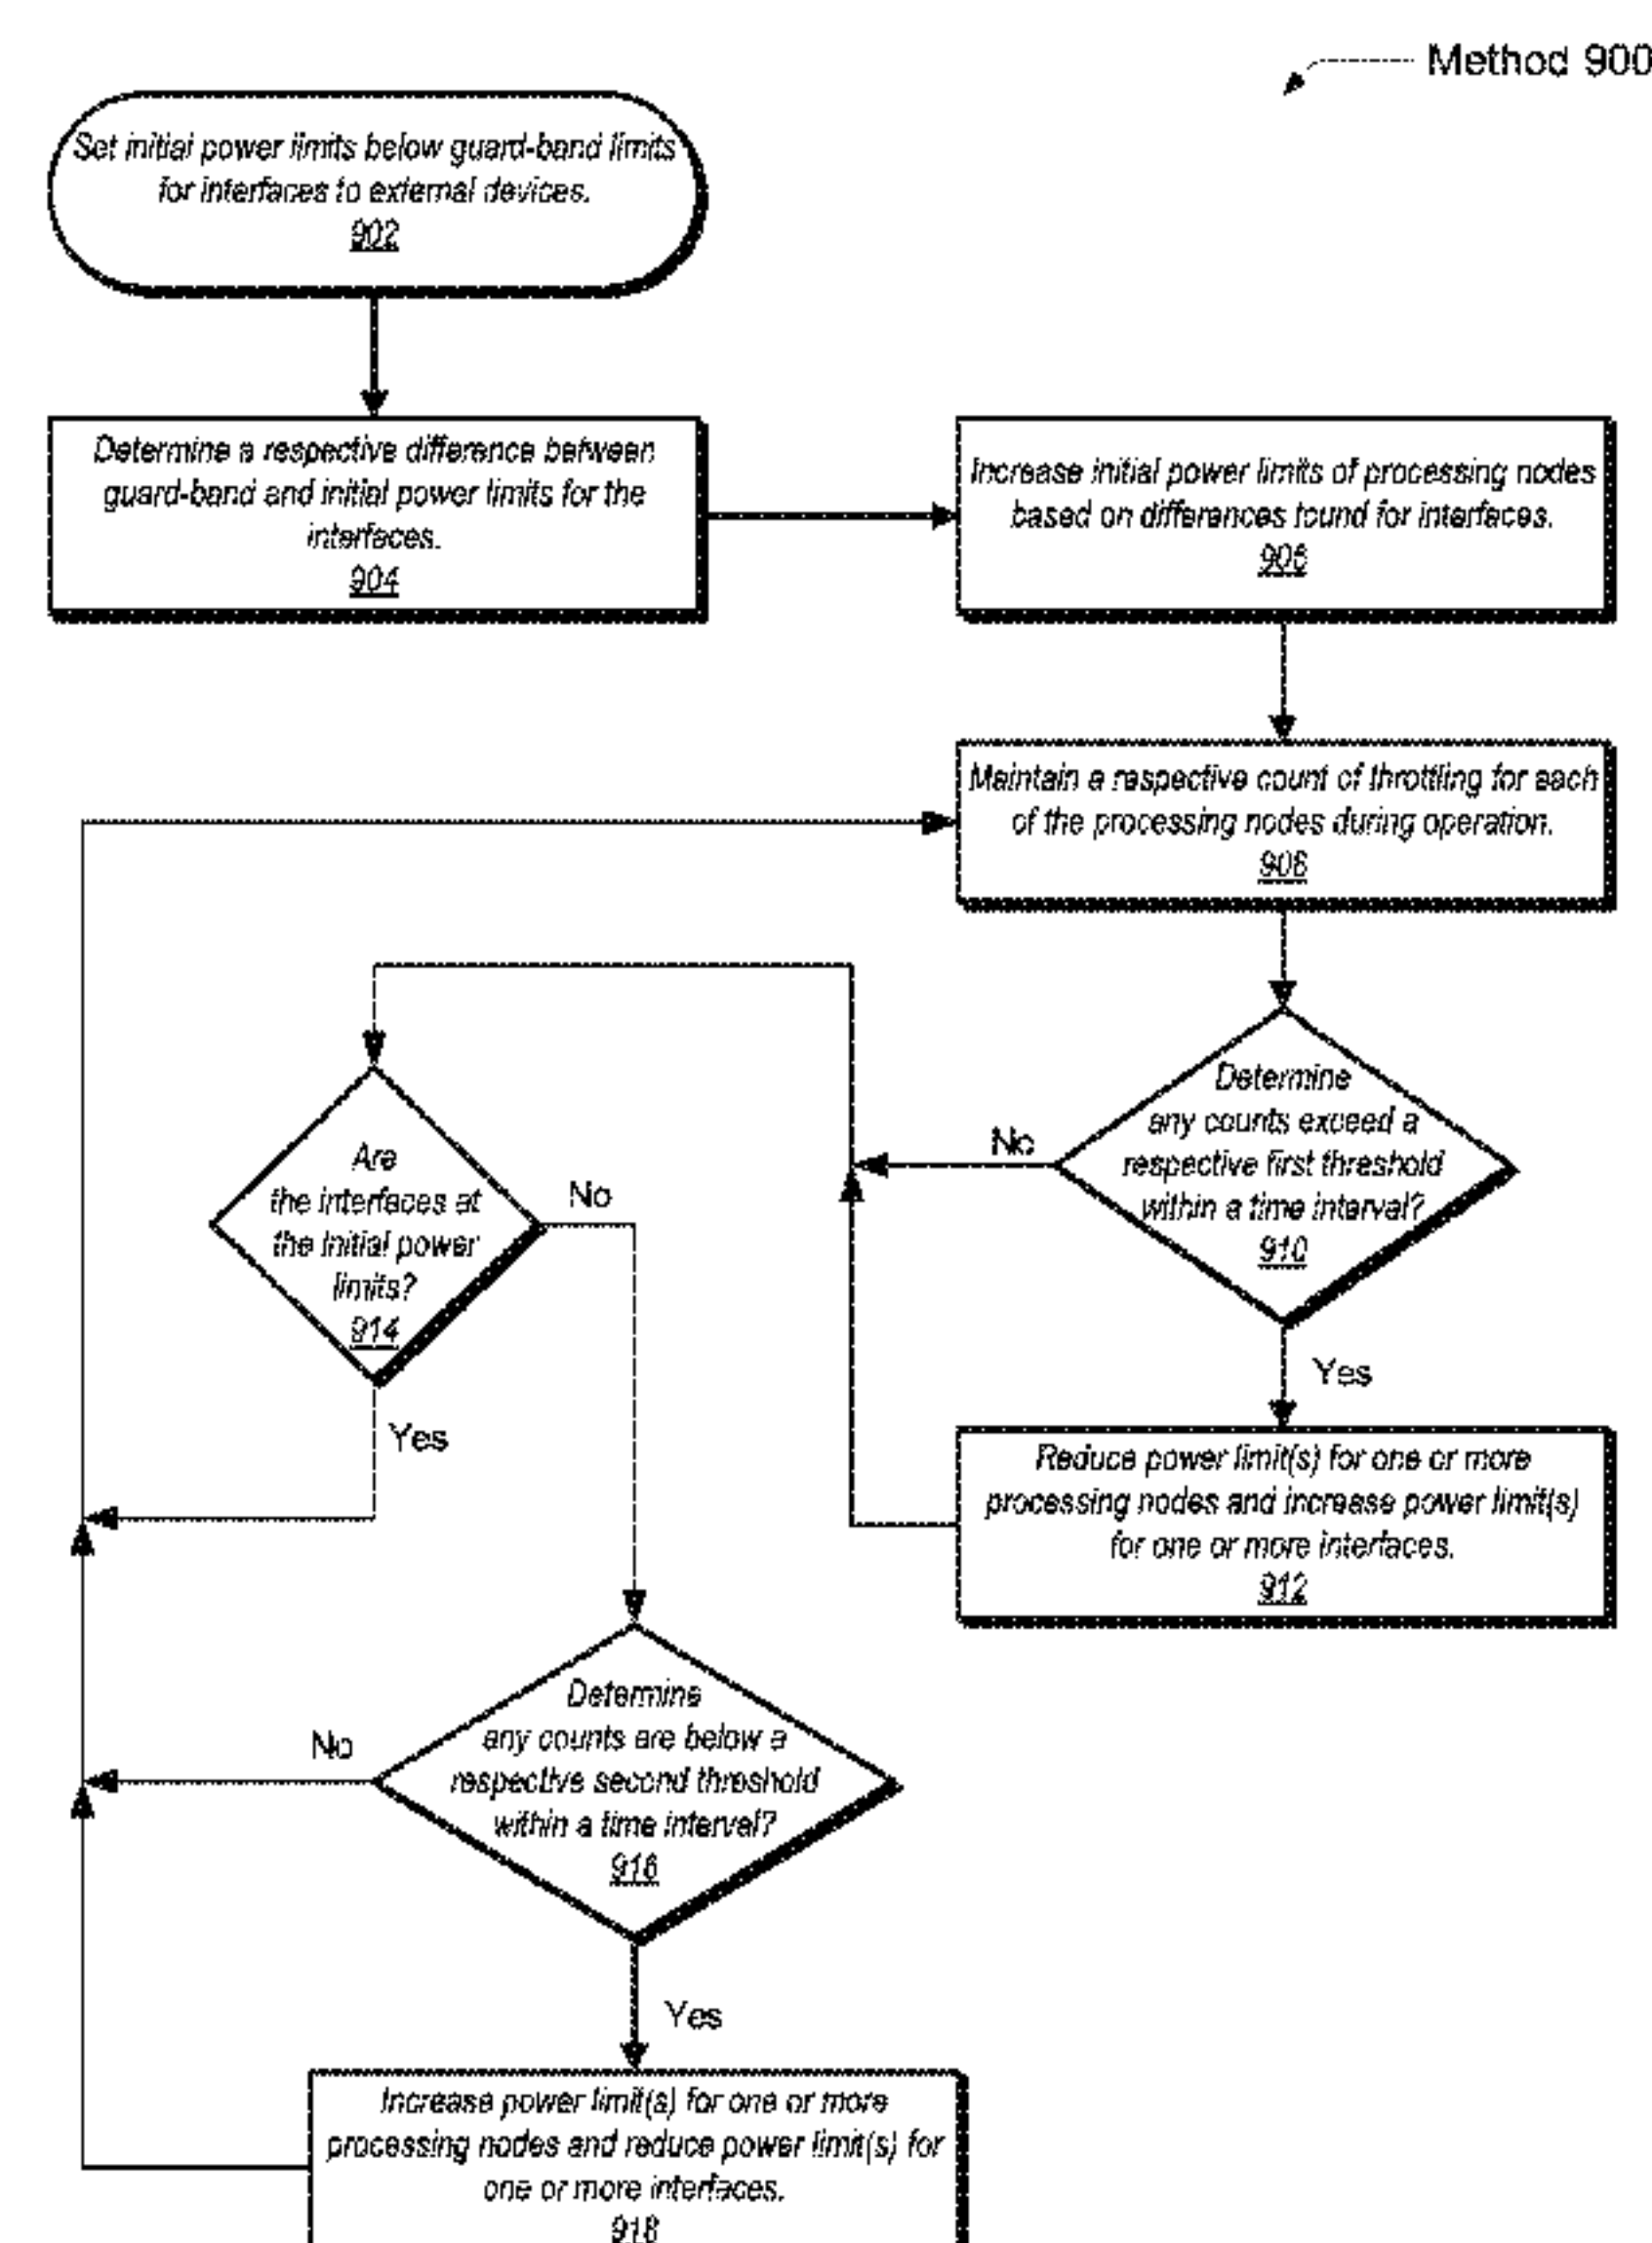 Method 900
Set initial power limits below guard-band limits
for interfaces to external devices.
902
Determine a respective difference between
guard-band and initial power limits for the
interfaces.
904
Increase initial power limits of processing nodes
based on differences found for interfaces.
906
Maintain a respective count of throttling for each
of the processing nodes during operation.
908
Determine
any counts exceed a
respective first threshold
within a time interval?
910
No
Yes
Reduce power limit(s) for one or more
processing nodes and increase power limit(s)
for one or more interfaces.
912
Are
the interfaces at
the initial power
limits?
914
No
Yes
Determine
any counts are below a
respective second threshold
within a time interval?
916
No
Yes
Increase power limit(s) for one or more
processing nodes and reduce power limit(s) for
one or more interfaces.
918